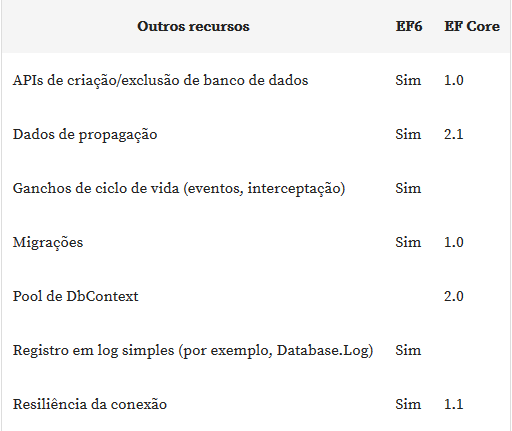 Outros recursos EF6 EF Core
APIs de criação/exclusão de banco de dados Sim 1.0
Dados de propagação Sim 2.1
Ganchos de ciclo de vida (eventos, interceptação) Sim
Migrações Sim 1.0
Pool de DbContext 2.0
Registro em log simples (por exemplo, Database.Log) Sim
Resiliência da conexão Sim 1.1